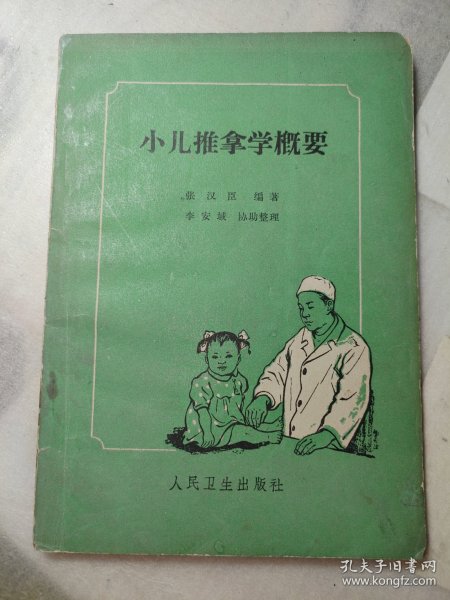 小儿推拿学概要
张汉臣 编著
李安域 协助整理
人民卫生出版社
孔夫子旧书网
www.kongfz.com